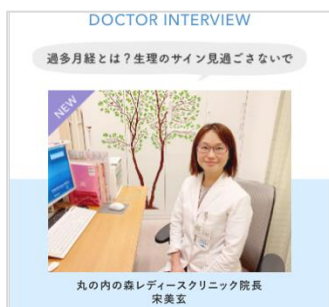 DOCTOR INTERVIEW
過多月経とは？生理のサイン見過ごさないで
NEW
丸の内の森レディースクリニック院長
宋美玄